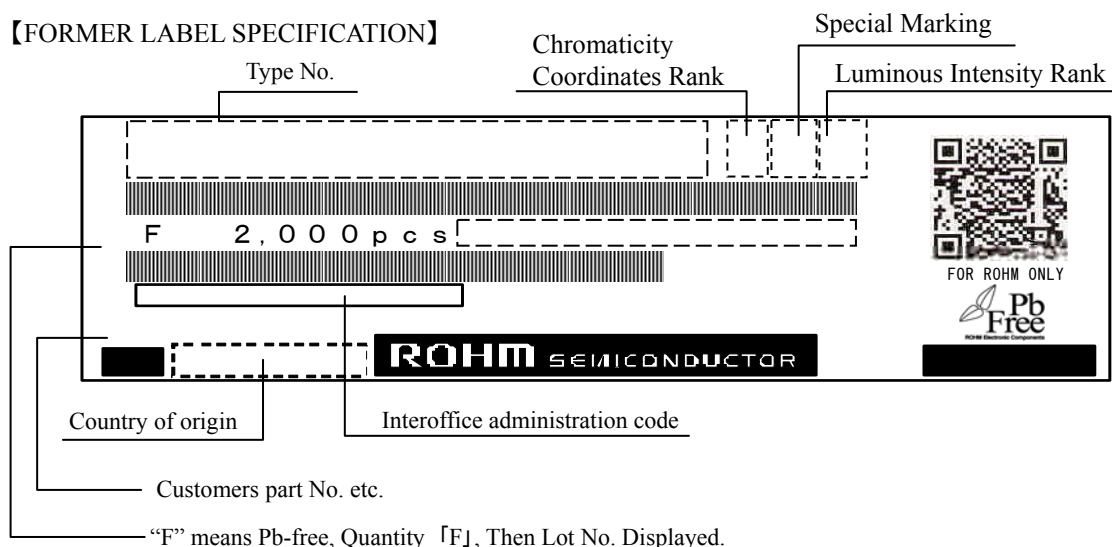 【FORMER LABEL SPECIFICATION】
Type No.
Chromaticity
Coordinates Rank
Special Marking
Luminous Intensity Rank
F 2,000pcs
FOR ROHM ONLY
Pb
Free
ROHM Electronic Components
ROHM SEMICONDUCTOR
Country of origin
Interoffice administration code
Customers part No. etc.
“F” means Pb-free, Quantity「F」, Then Lot No. Displayed.